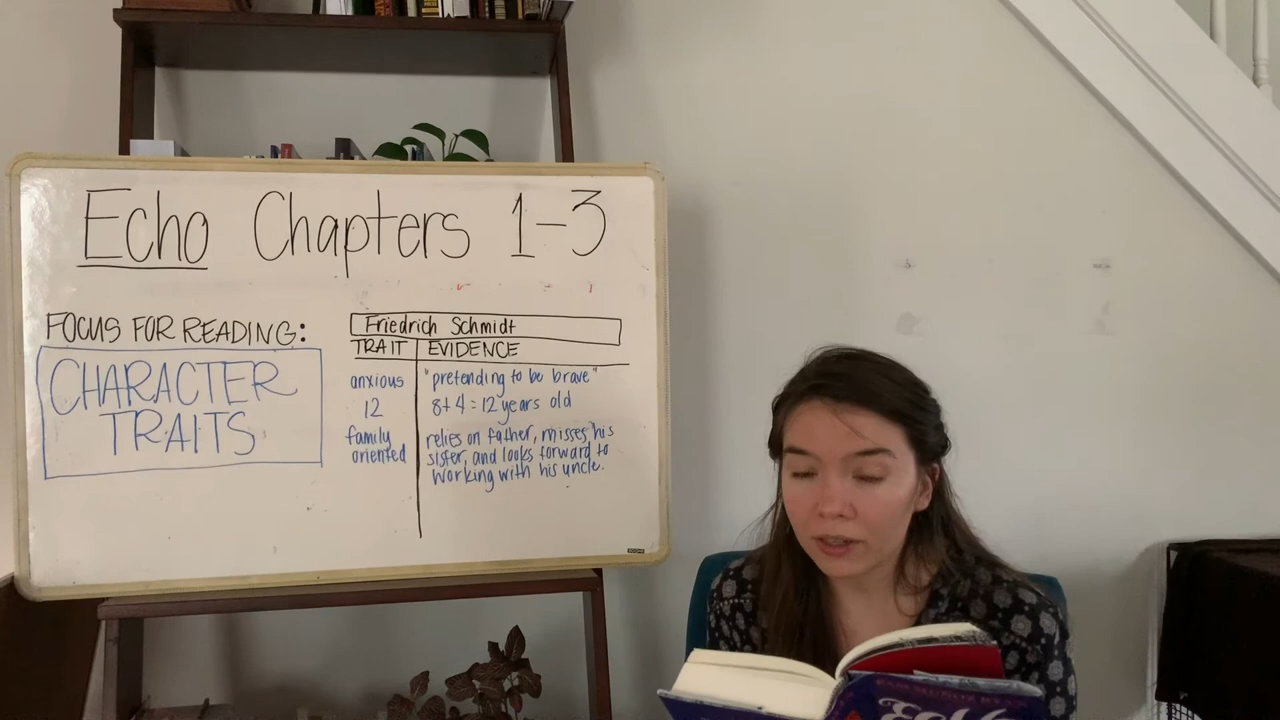 Echo Chapters 1-3
FOCUS FOR READING:
CHARACTER
TRAITS
Friedrich Schmidt
TRAIT EVIDENCE
anxious "pretending to be brave"
12 8+4=12 years old
family oriented relies on father, misses his
sister, and looks forward to
working with his uncle.
Echo